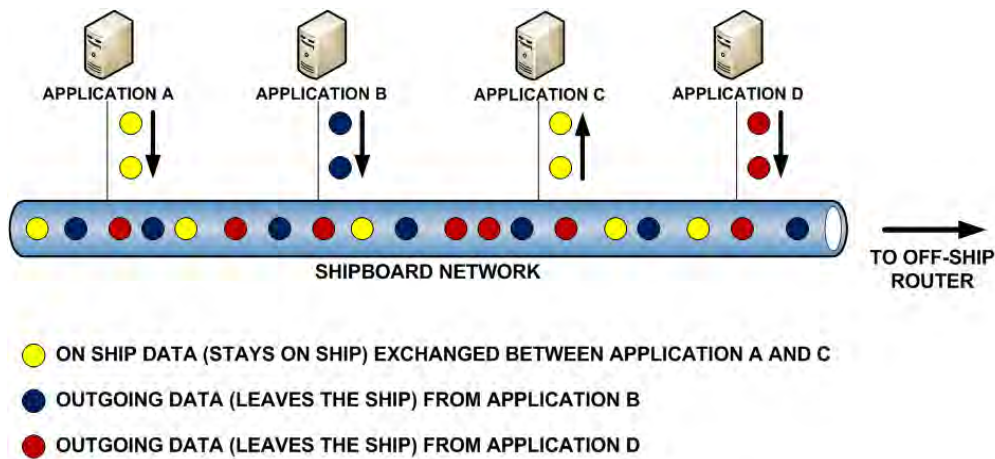 APPLICATION A
APPLICATION B
APPLICATION C
APPLICATION D
SHIPBOARD NETWORK
TO OFF-SHIP
ROUTER
ON SHIP DATA (STAYS ON SHIP) EXCHANGED BETWEEN APPLICATION A AND C
OUTGOING DATA (LEAVES THE SHIP) FROM APPLICATION B
OUTGOING DATA (LEAVES THE SHIP) FROM APPLICATION D